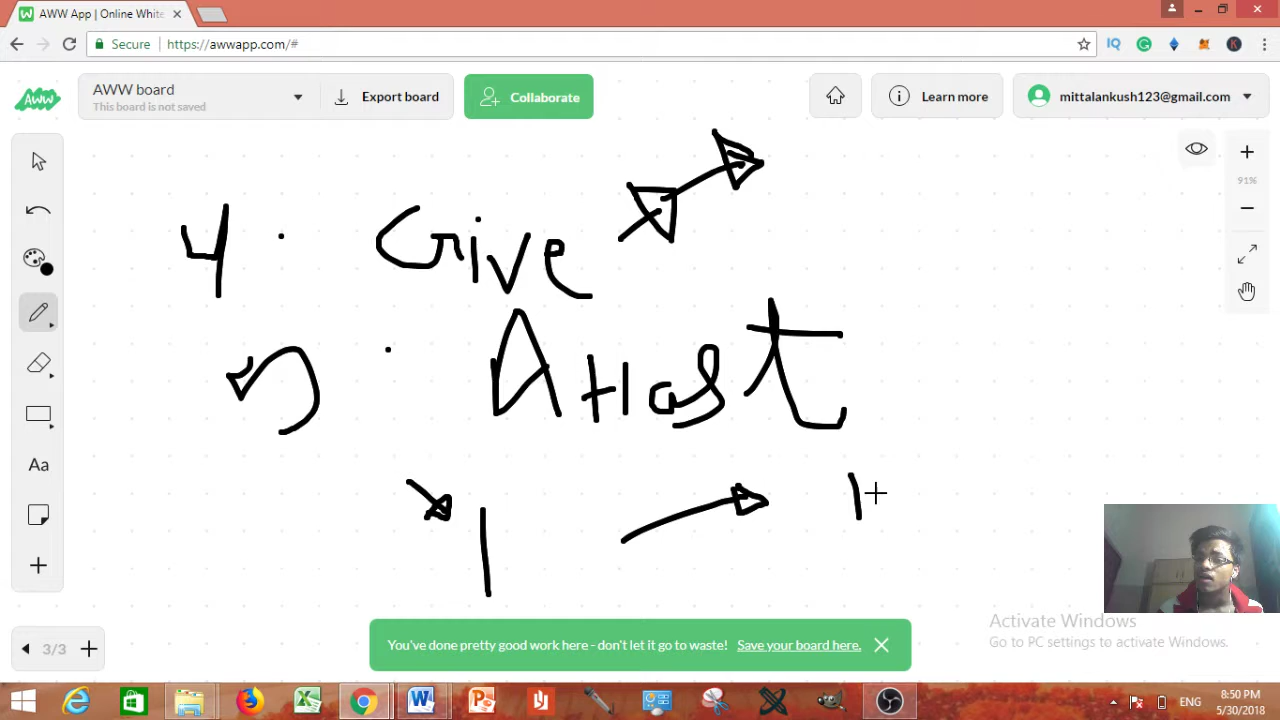 AWW App | Online White
Secure https://awwapp.com/#
AWW board
This board is not saved
Export board
Collaborate
Learn more
mittalankush123@gmail.com
91%
4. Give
5.
1
Aa
Activate Windows
Go to PC settings to activate Windows.
You've done pretty good work here - don't let it go to waste! Save your board here.
3/3
ENG
8:50 PM
5/30/2018